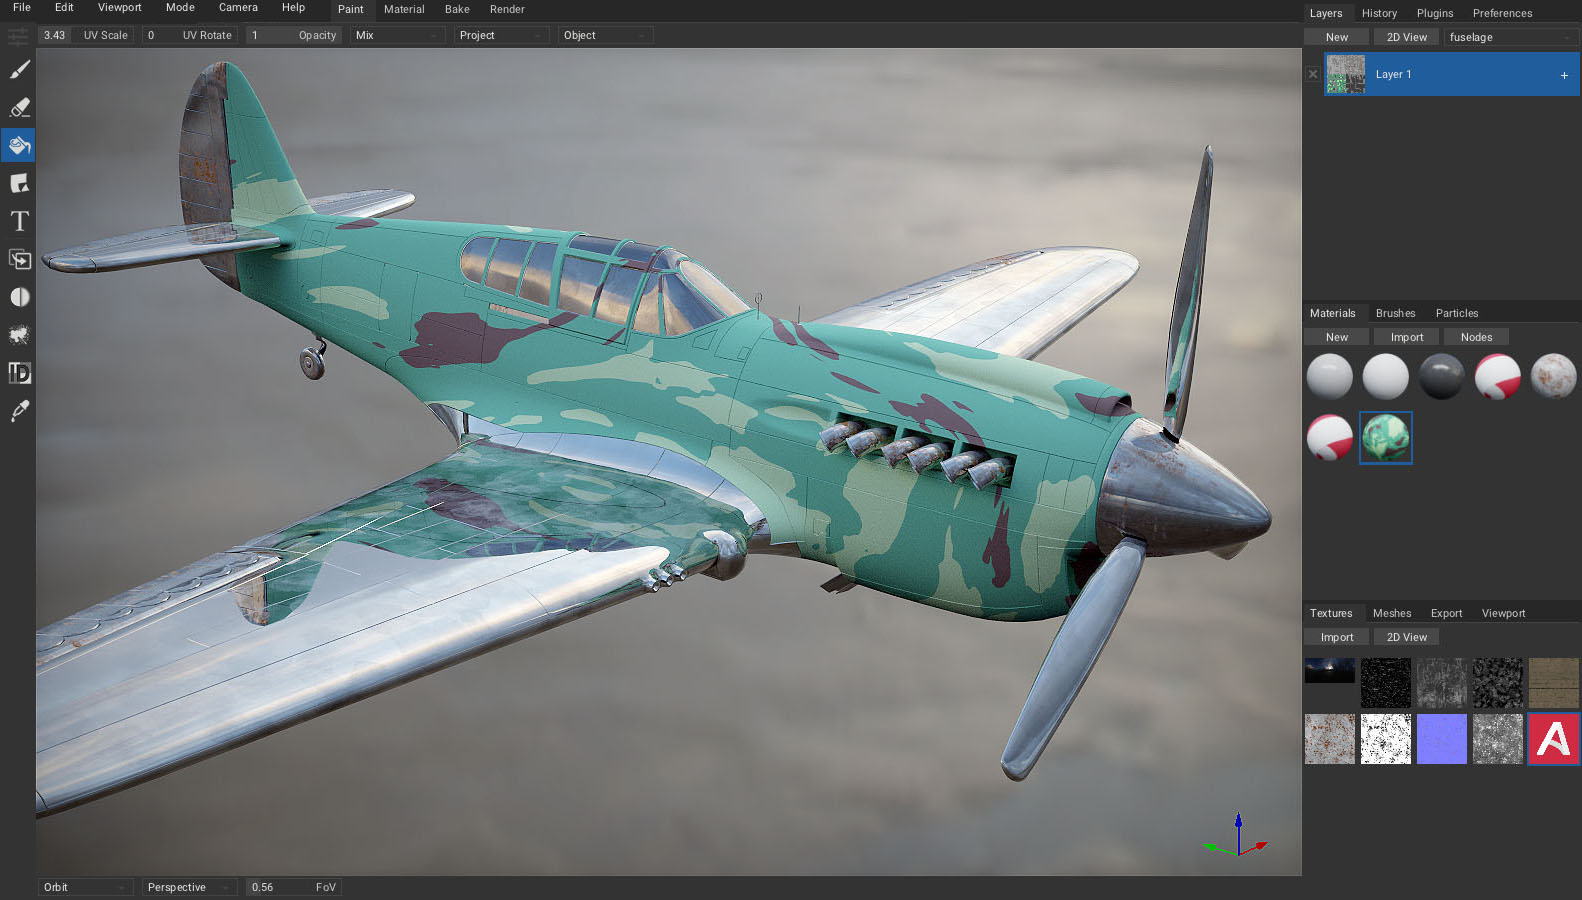 File Edit Viewport Mode Camera Help Paint Material Bake Render
Layers History Plugins Preferences
3.43 UV Scale 0 UV Rotate 1 Opacity Mix Project Object
New 2D View fuselage
Layer 1 +
T
Materials Brushes Particles
New Import Nodes
ID
Textures Meshes Export Viewport
Import 2D View
A
Orbit Perspective 0.56 FoV